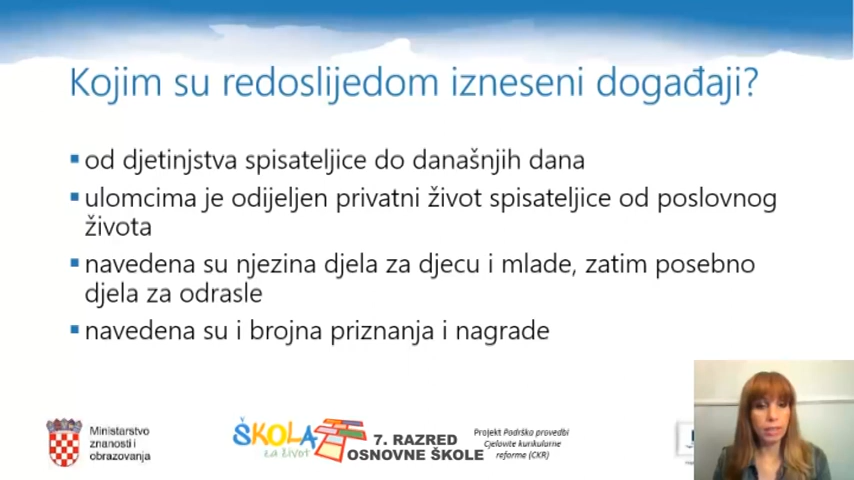 Kojim su redoslijedom izneseni događaji?
od djetinjstva spisateljice do današnjih dana
ulomcima je odijeljen privatni život spisateljice od poslovnog
života
navedena su njezina djela za djecu i mlade, zatim posebno
djela za odrasle
navedena su i brojna priznanja i nagrade
Ministarstvo
znanosti i
obrazovanja
ŠKOLA
za život
7. RAZRED
OSNOVNE ŠKOLE
Projekt Podrška provedbi
Cjelovite kurikularne
reforme (CKR)